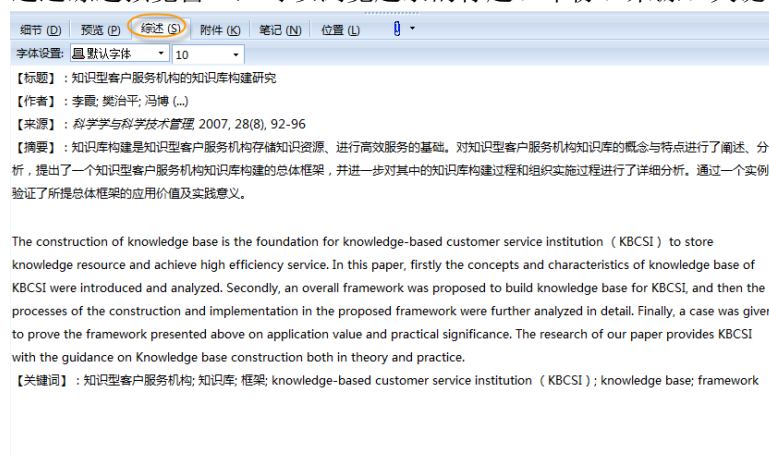 细节 (D) 预览 (P) 综述 (S) 附件 (K) 笔记 (N) 位置 (L)
字体设置: 默认字体 10
【标题】:知识型客户服务机构的知识库构建研究
【作者】:李霞; 樊治平; 冯博 (...)
【来源】:科学学与科学技术管理, 2007, 28(8), 92-96
【摘要】:知识库构建是知识型客户服务机构存储知识资源、进行高效服务的基础。对知识型客户服务机构知识库的概念与特点进行了阐述、分
析,提出了一个知识型客户服务机构知识库构建的总体框架,并进一步对其中的知识库构建过程和组织实施过程进行了详细分析。通过一个实例
验证了所提总体框架的应用价值及实践意义。
The construction of knowledge base is the foundation for knowledge-based customer service institution （KBCSI）to store
knowledge resource and achieve high efficiency service. In this paper, firstly the concepts and characteristics of knowledge base of
KBCSI were introduced and analyzed. Secondly, an overall framework was proposed to build knowledge base for KBCSI, and then the
processes of the construction and implementation in the proposed framework were further analyzed in detail. Finally, a case was given
to prove the framework presented above on application value and practical significance. The research of our paper provides KBCSI
with the guidance on Knowledge base construction both in theory and practice.
【关键词】:知识型客户服务机构; 知识库; 框架; knowledge-based customer service institution （KBCSI）; knowledge base; framework